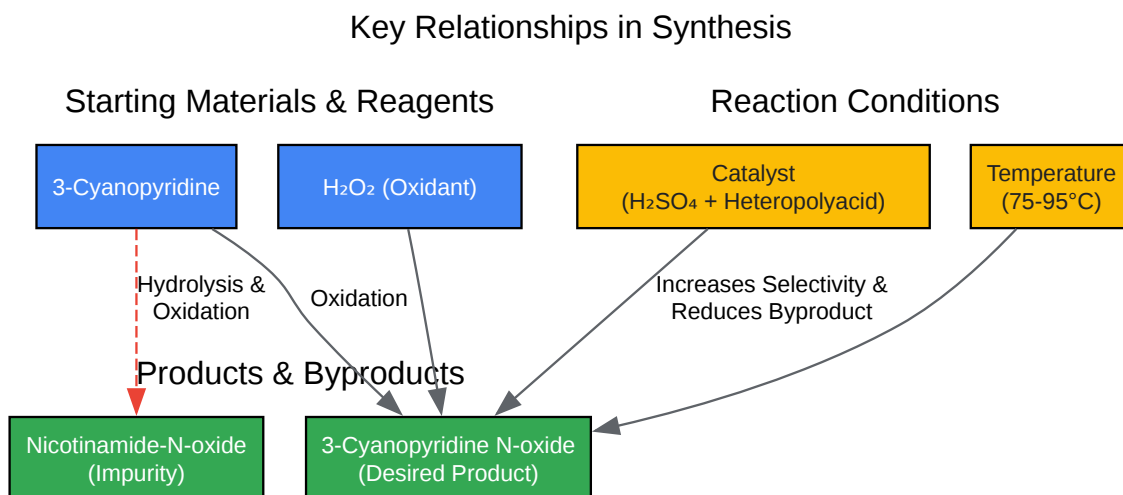 Key Relationships in Synthesis
Starting Materials & Reagents
Reaction Conditions
3-Cyanopyridine
H₂O₂ (Oxidant)
Catalyst
(H₂SO₄ + Heteropolyacid)
Temperature
(75-95°C)
Hydrolysis &
Oxidation
Oxidation
Increases Selectivity &
Reduces Byproduct
Products & Byproducts
Nicotinamide-N-oxide
(Impurity)
3-Cyanopyridine N-oxide
(Desired Product)